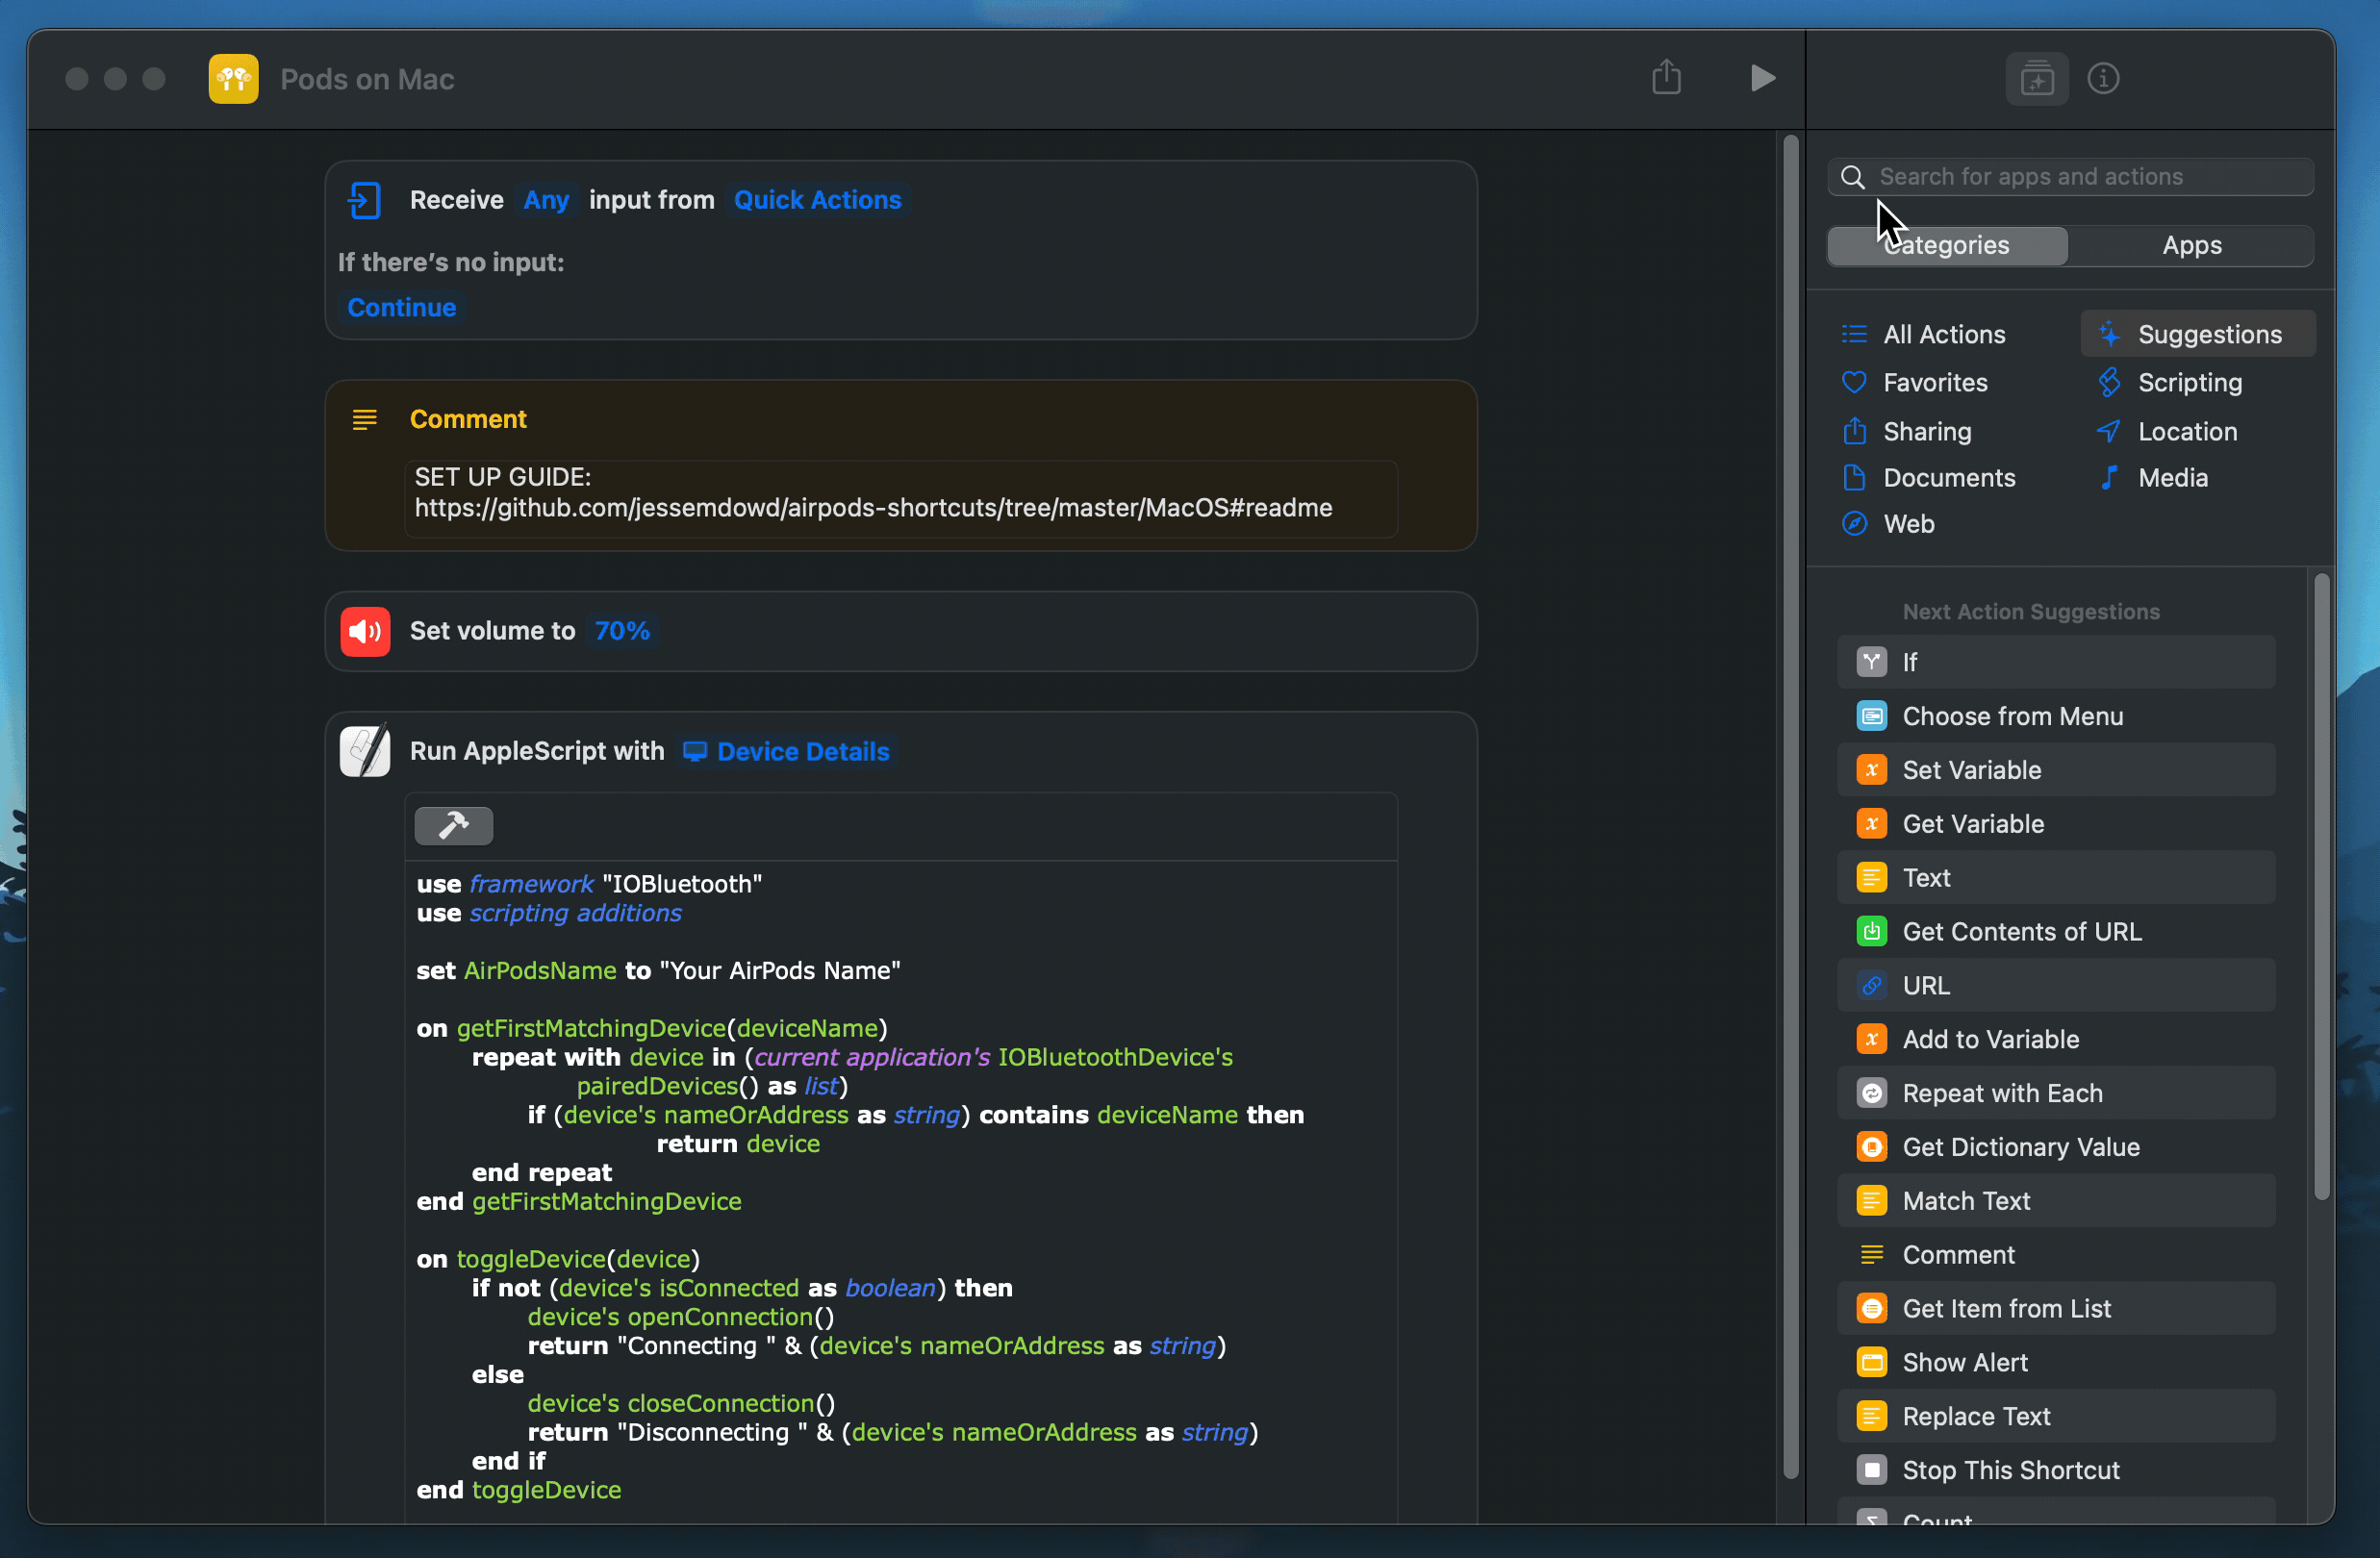 Pods on Mac
Receive Any input from Quick Actions
If there’s no input:
Continue
Comment
SET UP GUIDE:
https://github.com/jessemdowd/airpods-shortcuts/tree/master/MacOS#readme
Set volume to 70%
Run AppleScript with Device Details
use framework "IOBluetooth"
use scripting additions
set AirPodsName to "Your AirPods Name"
on getFirstMatchingDevice(deviceName)
repeat with device in (current application's IOBluetoothDevice's
pairedDevices() as list)
if (device's nameOrAddress as string) contains deviceName then
return device
end repeat
end getFirstMatchingDevice
on toggleDevice(device)
if not (device's isConnected as boolean) then
device's openConnection()
return "Connecting " & (device's nameOrAddress as string)
else
device's closeConnection()
return "Disconnecting " & (device's nameOrAddress as string)
end if
end toggleDevice
Search for apps and actions
Categories
Apps
All Actions
Suggestions
Favorites
Scripting
Sharing
Location
Documents
Media
Web
Next Action Suggestions
If
Choose from Menu
Set Variable
Get Variable
Text
Get Contents of URL
URL
Add to Variable
Repeat with Each
Get Dictionary Value
Match Text
Comment
Get Item from List
Show Alert
Replace Text
Stop This Shortcut
Count